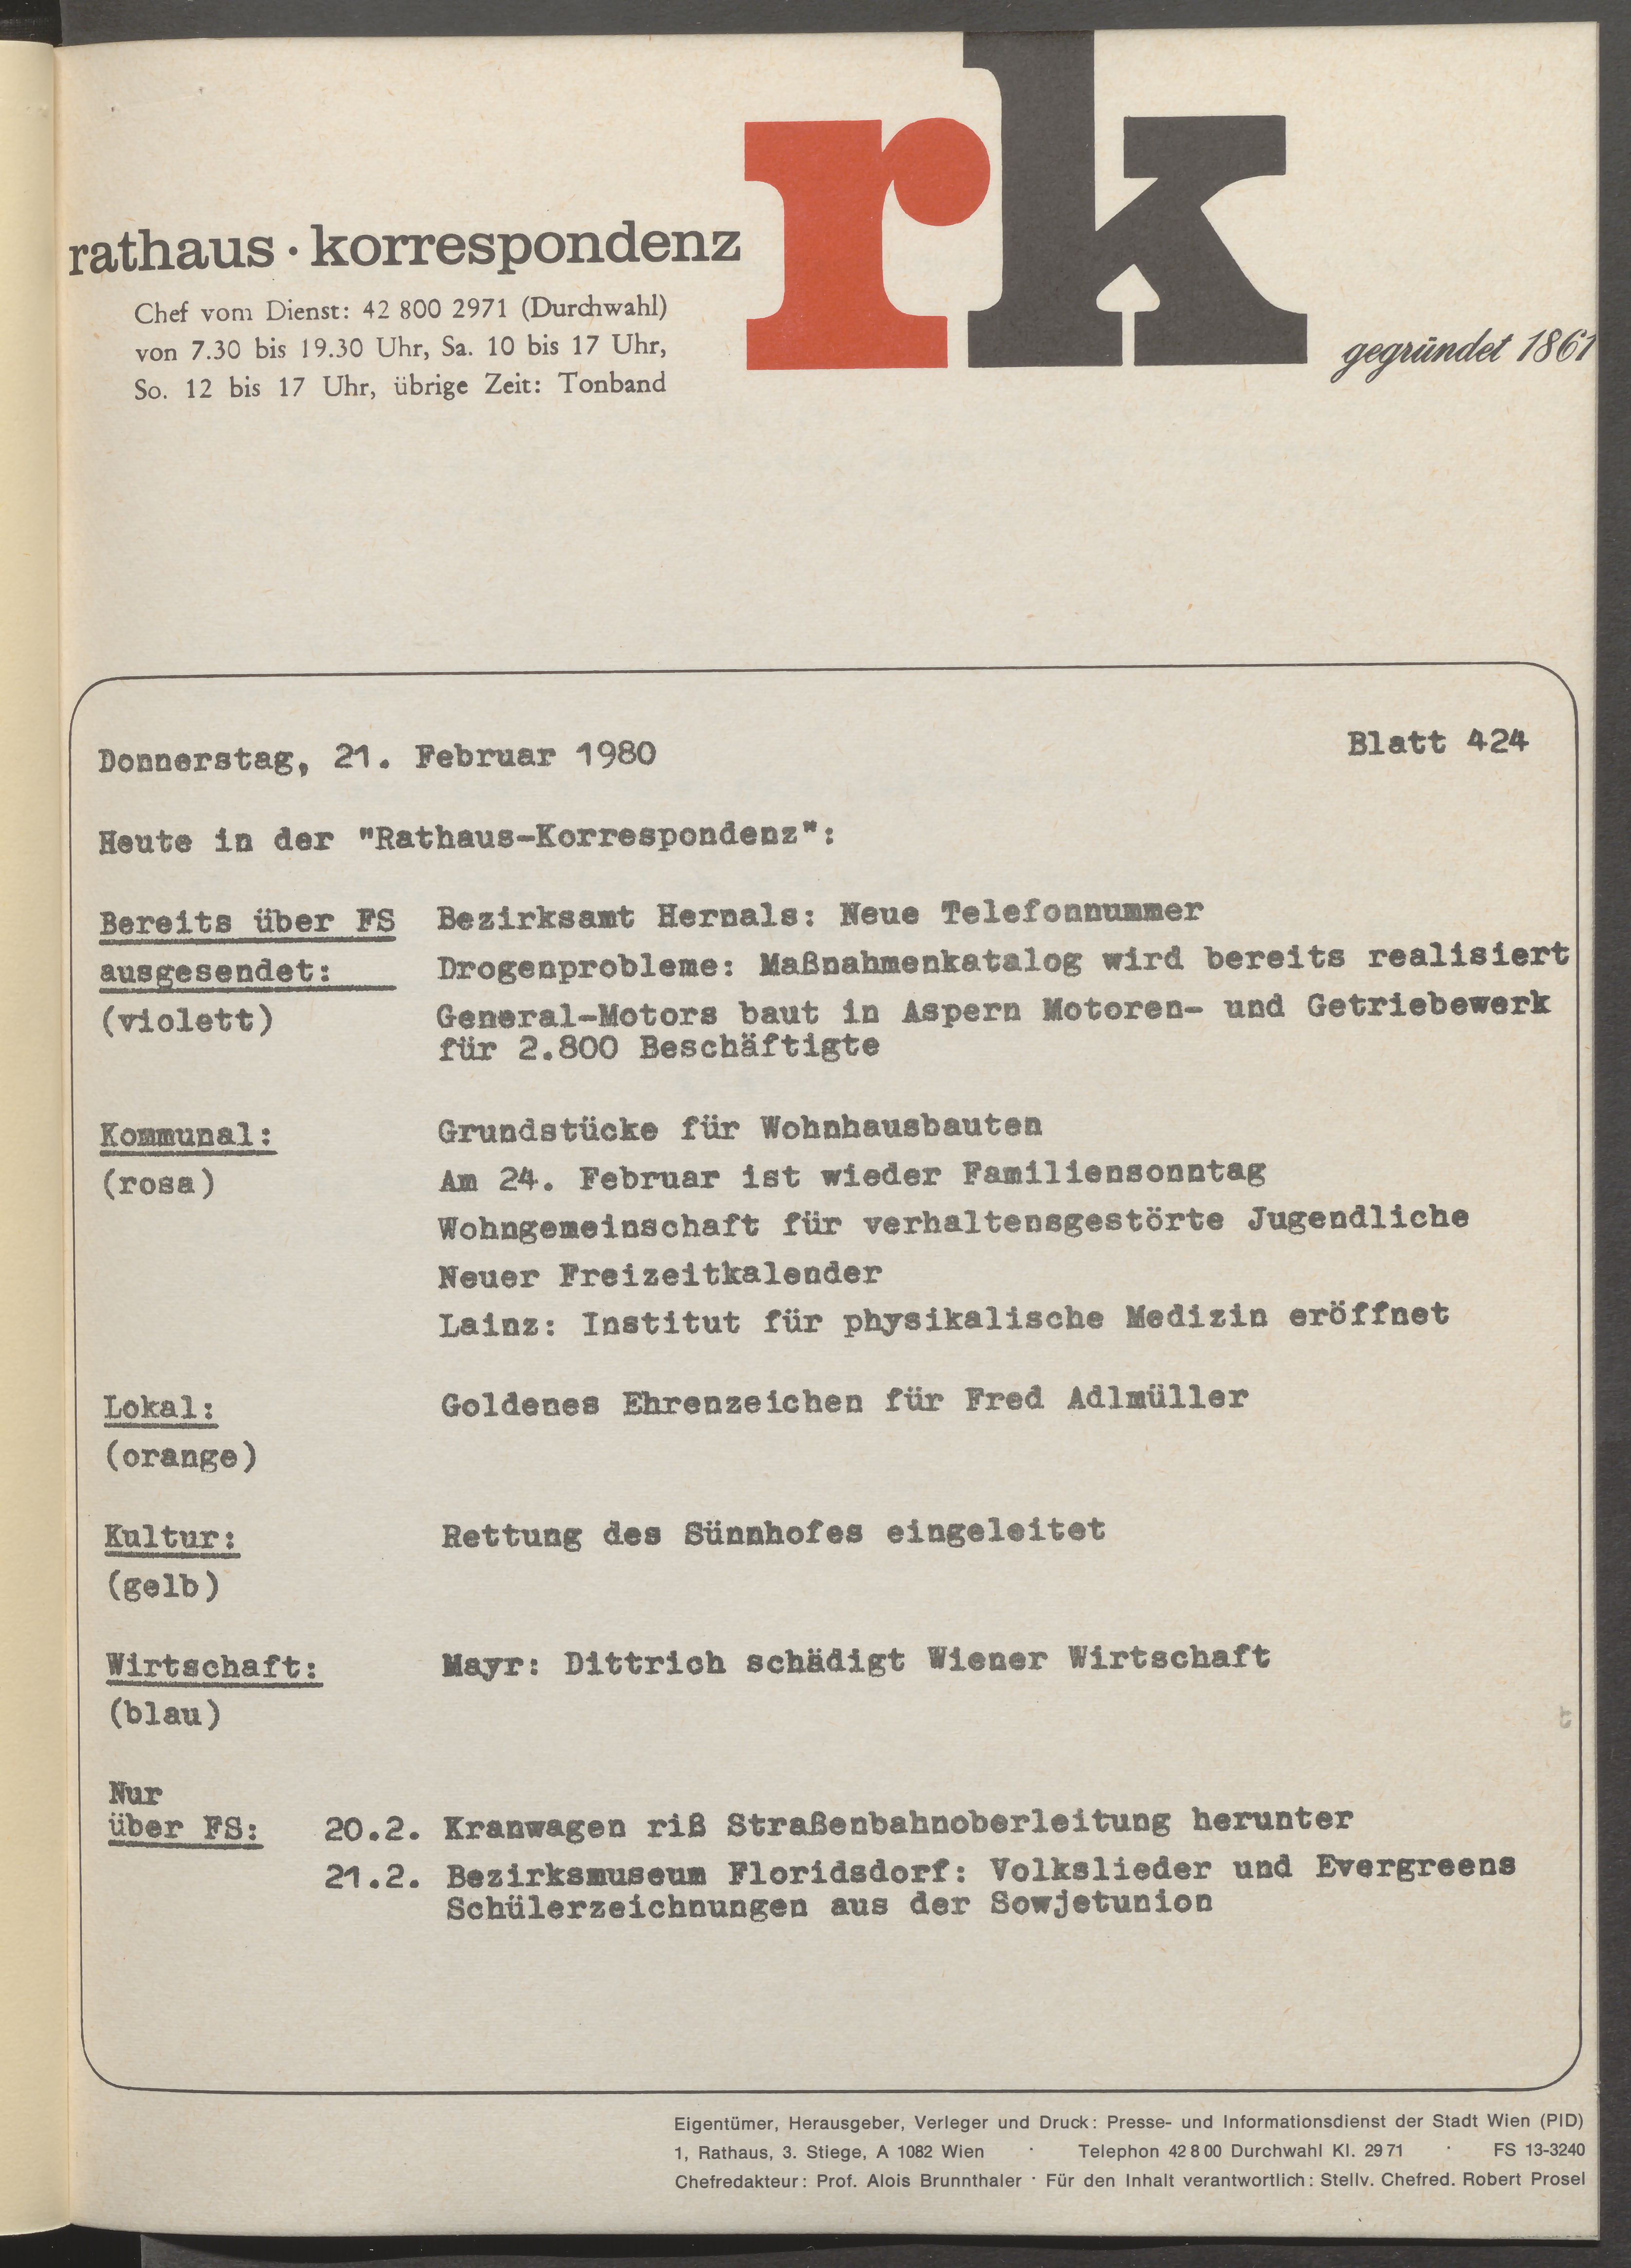 rk
rathaus · korrespondenz
Chef vom Dienst: 42 800 2971 (Durchwahl)
von 7.30 bis 19.30 Uhr, Sa. 10 bis 17 Uhr,
So. 12 bis 17 Uhr, übrige Zeit: Tonband
gegründet 1861
Donnerstag, 21. Februar 1980 Blatt 424
Heute in der "Rathaus-Korrespondenz":
Bereits über FS Bezirksamt Hernals: Neue Telefonnummer
ausgesendet: Drogenprobleme: Maßnahmenkatalog wird bereits realisiert
(violett) General-Motors baut in Aspern Motoren- und Getriebewerk
für 2.800 Beschäftigte
Kommunal: Grundstücke für Wohnhausbauten
(rosa) Am 24. Februar ist wieder Familiensonntag
Wohngemeinschaft für verhaltensgestörte Jugendliche
Neuer Freizeitkalender
Lainz: Institut für physikalische Medizin eröffnet
Lokal: Goldenes Ehrenzeichen für Fred Adlmüller
(orange)
Kultur: Rettung des Sünnhofes eingeleitet
(gelb)
Wirtschaft: Mayr: Dittrich schädigt Wiener Wirtschaft
(blau)
t
Nur
über FS: 20.2. Kranwagen riß Straßenbahnoberleitung herunter
21.2. Bezirksmuseum Floridsdorf: Volkslieder und Evergreens
Schülerzeichnungen aus der Sowjetunion
Eigentümer, Herausgeber, Verleger und Druck: Presse- und Informationsdienst der Stadt Wien (PID)
1, Rathaus, 3. Stiege, A 1082 Wien · Telephon 42 8 00 Durchwahl Kl. 29 71 · FS 13-3240
Chefredakteur: Prof. Alois Brunnthaler · Für den Inhalt verantwortlich: Stellv. Chefred. Robert Prosel